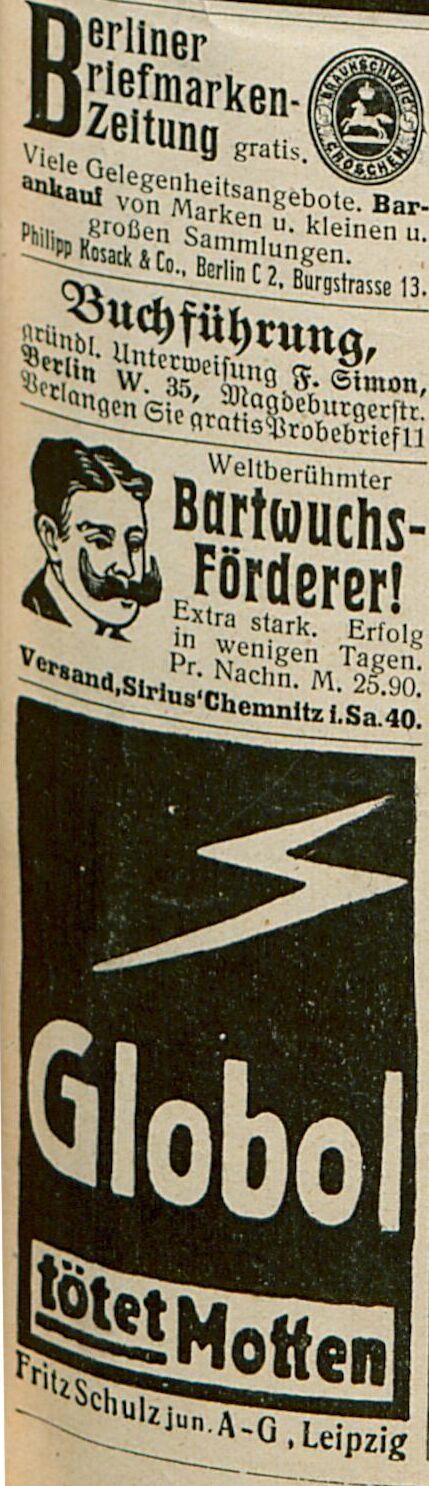 Berliner
Briefmarken-
Zeitung gratis.
BRAUNSCHWEIG
GROSCHEN
Viele Gelegenheitsangebote. Bar-
ankauf von Marken u. kleinen u.
großen Sammlungen.
Philipp Kosack & Co., Berlin C 2, Burgstrasse 13.
Buchführung,
gründl. Unterweisung F. Simon,
Berlin W. 35, Magdeburgerstr.
Verlangen Sie gratis Probebrief 11
Weltberühmter
Bartwuchs-
Förderer!
Extra stark. Erfolg
in wenigen Tagen.
Pr. Nachn. M. 25.90.
Versand „Sirius‘ Chemnitz i. Sa. 40.
Globol
tötet Motten
Fritz Schulz jun. A-G, Leipzig